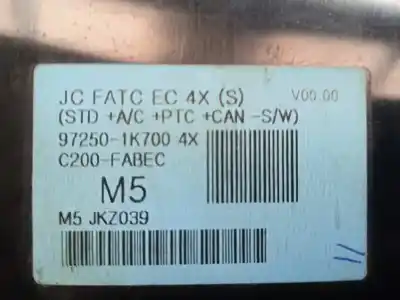 JC FATC EC 4X (S) V00.00
(STD +A/C +PTC +CAN -S/W)
97250-1K700 4X
C200-FABEC
M5
M5 JKZ039